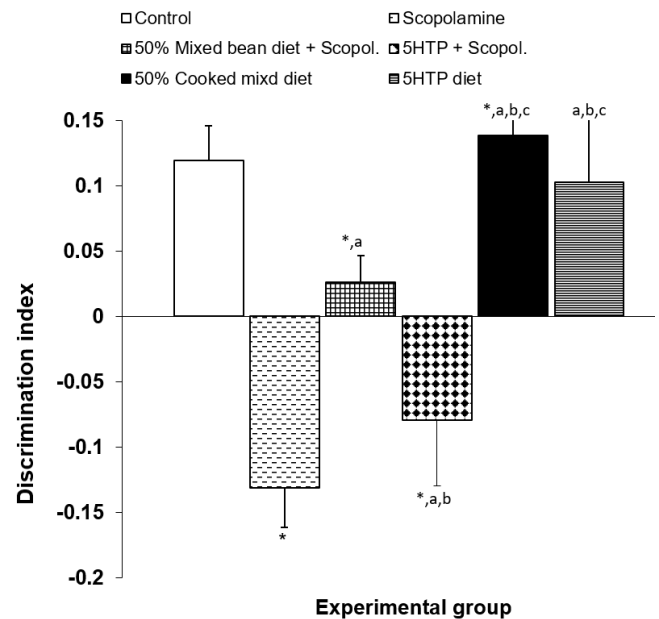 Control
Scopolamine
50% Mixed bean diet + Scopol.
5HTP + Scopol.
50% Cooked mixd diet
5HTP diet
0.15
0.1
0.05
0
-0.05
-0.1
-0.15
-0.2
Discrimination index
*
*,a
*,a,b
*,a,b,c
a,b,c
Experimental group